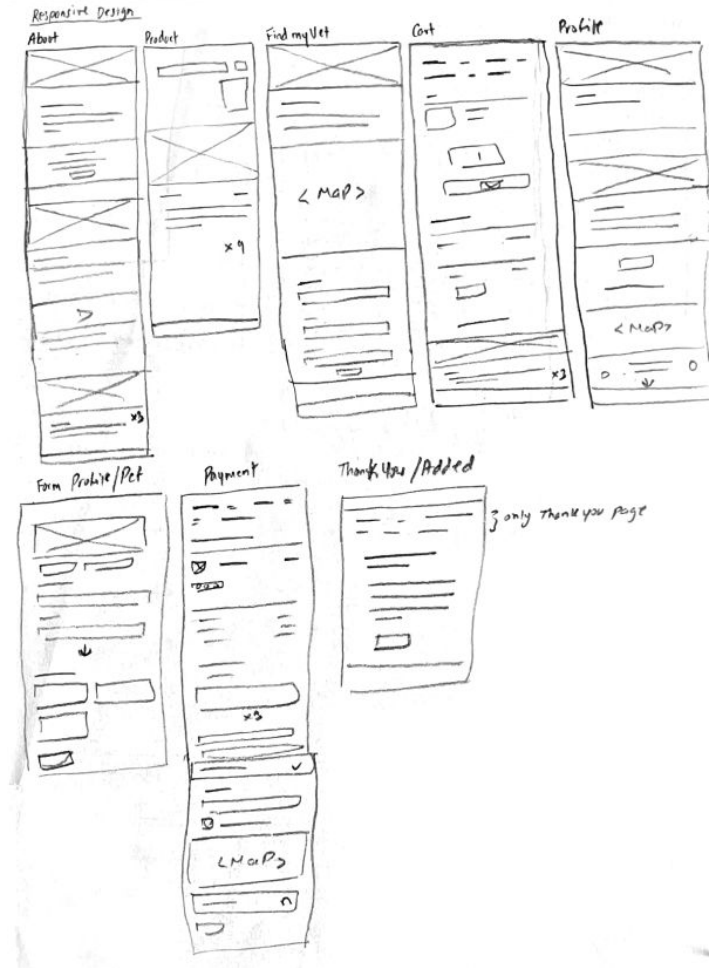 Responsive Design
About
Product
Find my Vet
Cart
Profile
x9
<MaP>
1
x3
x3
<MaP>
Form Profile/Pet
Payment
Thank you/Added
} only Thank you page
x3
<MaP>